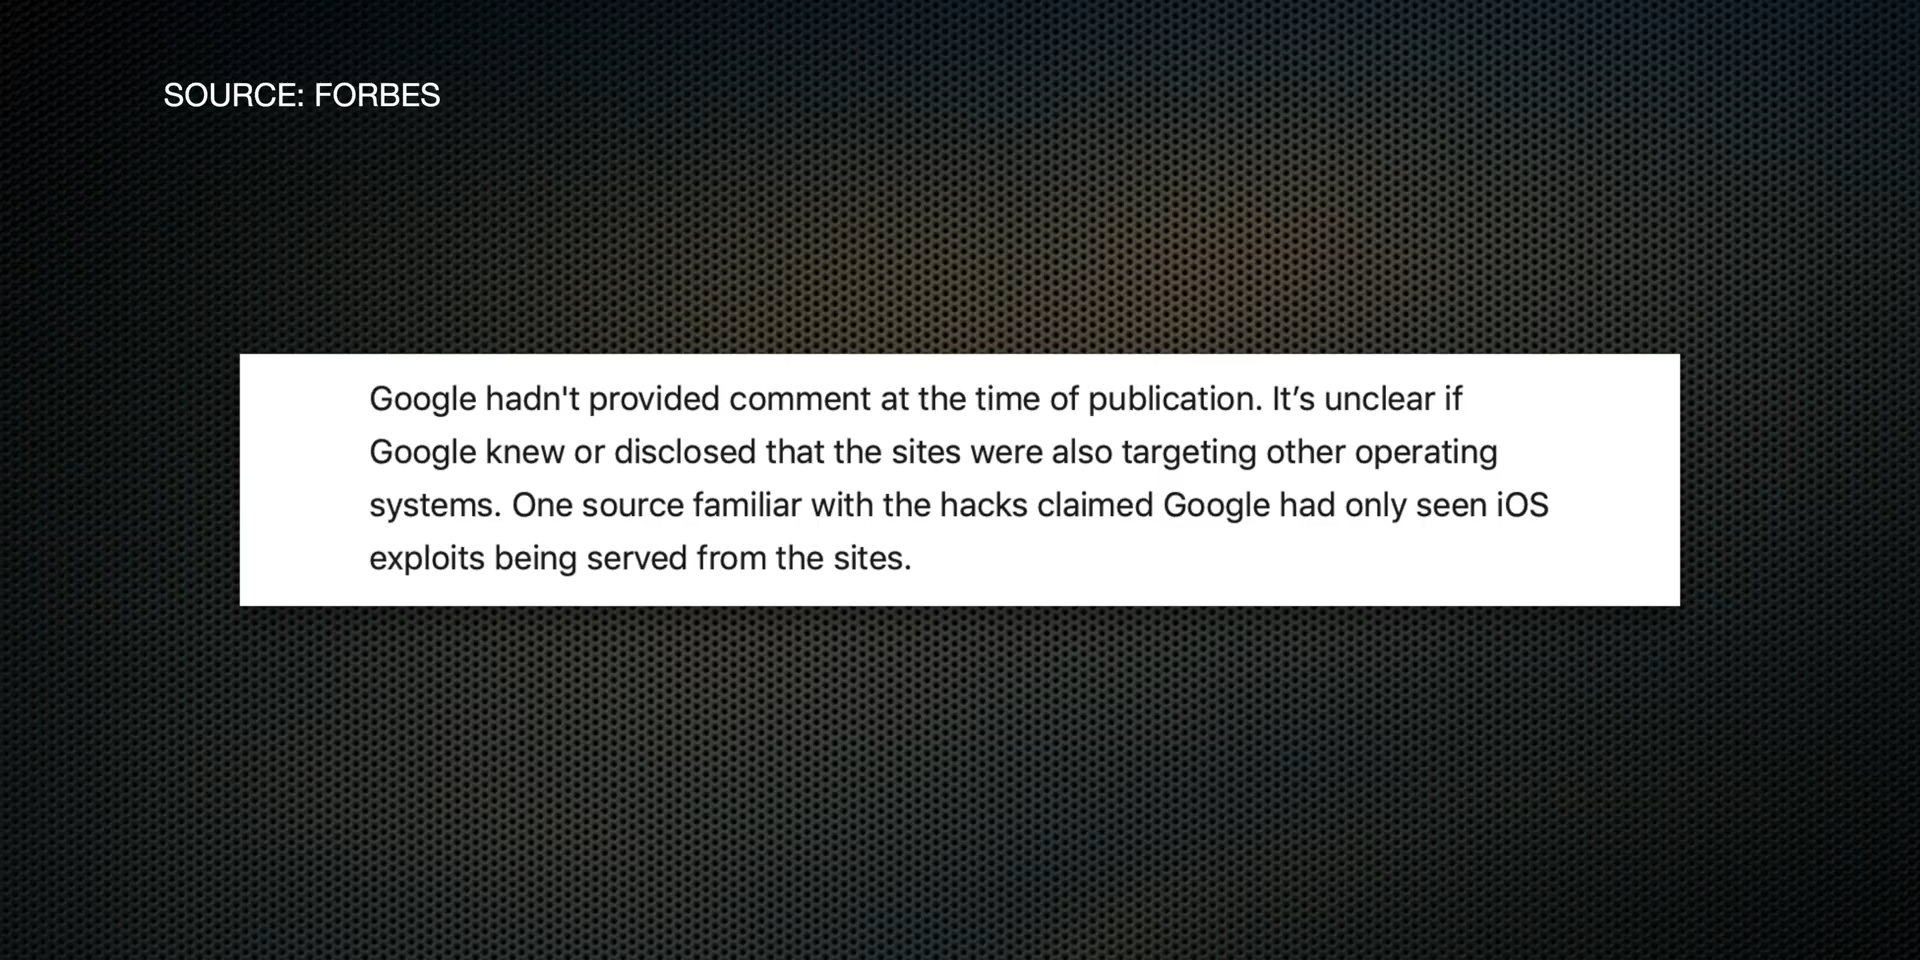 SOURCE: FORBES
Google hadn't provided comment at the time of publication. It’s unclear if
Google knew or disclosed that the sites were also targeting other operating
systems. One source familiar with the hacks claimed Google had only seen iOS
exploits being served from the sites.